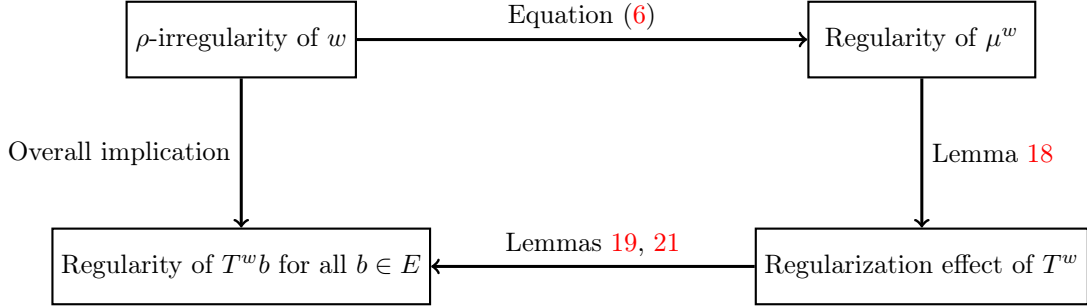 Equation (6)
ρ-irregularity of w
Regularity of μ^w
Overall implication
Lemma 18
Lemmas 19, 21
Regularity of T^w b for all b ∈ E
Regularization effect of T^w